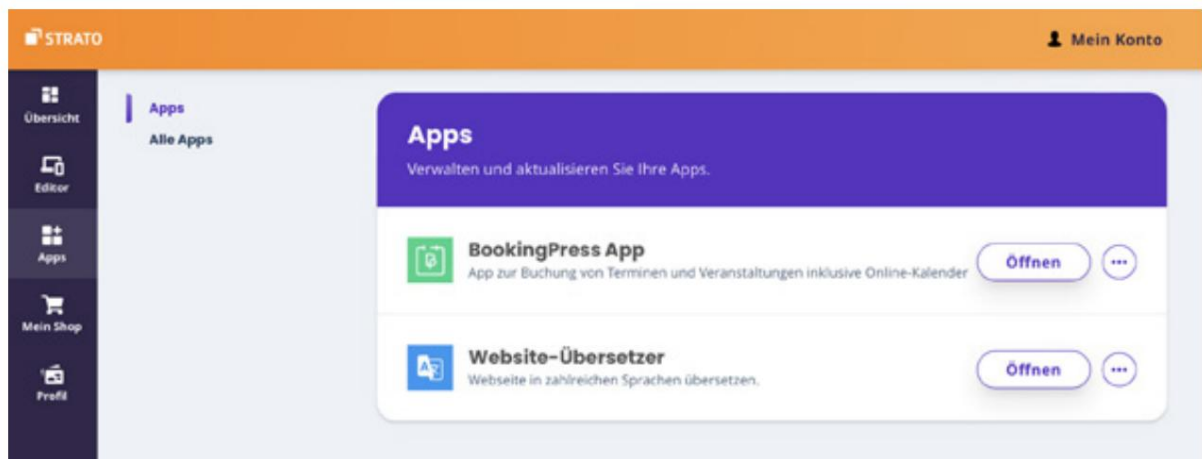 STRATO
Mein Konto
Übersicht
Editor
Apps
Mein Shop
Profil
Apps
Alle Apps
Apps
Verwalten und aktualisieren Sie Ihre Apps.
BookingPress App
App zur Buchung von Terminen und Veranstaltungen inklusive Online-Kalender
Öffnen
Website-Übersetzer
Webseite in zahlreichen Sprachen übersetzen.
Öffnen